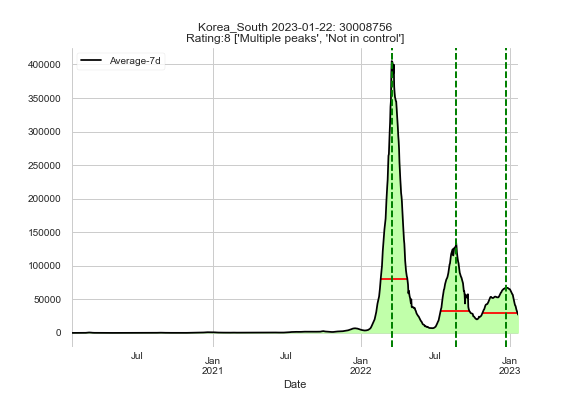 Korea_South 2023-01-22: 30008756
Rating:8 ['Multiple peaks', 'Not in control']
Average-7d
400000
350000
300000
250000
200000
150000
100000
50000
0
Jul
Jan
2021
Jul
Jan
2022
Jul
Jan
2023
Date